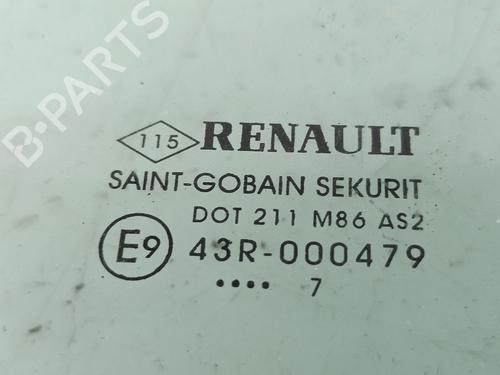 B-PARTS
115 RENAULT
SAINT-GOBAIN SEKURIT
DOT 211 M86 AS2
E9 43R-000479
•••• 7